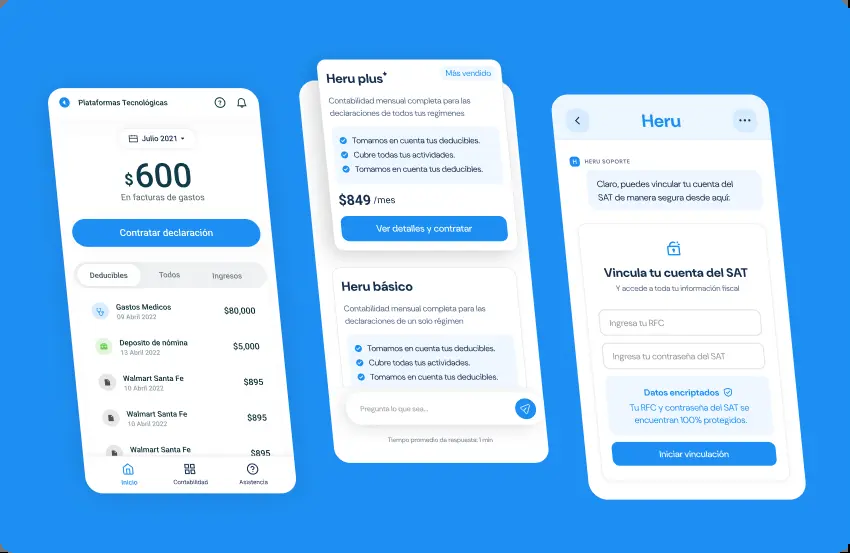 Plataformas Tecnológicas
Julio 2021
$600
En facturas de gastos
Contratar declaración
Deducibles
Todos
Ingresos
Gastos Medicos
$80,000
09 Abril 2022
Deposito de nómina
$5,000
13 Abril 2022
Walmart Santa Fe
$895
10 Abril 2022
Walmart Santa Fe
$895
10 Abril 2022
Walmart Santa Fe
$895
Inicio
Contabilidad
Asistencia
Heru plus+
Más vendido
Contabilidad mensual completa para las
declaraciones de todos tus regimenes
Tomamos en cuenta tus deducibles.
Cubre todas tus actividades.
Tomamos en cuenta tus deducibles.
$849 /mes
Ver detalles y contratar
Heru básico
Contabilidad mensual completa para las
declaraciones de un solo régimen
Tomamos en cuenta tus deducibles.
Cubre todas tus actividades.
Tomamos en cuenta tus deducibles.
Pregunta lo que sea...
Tiempo promedio de respuesta: 1 min
Heru
H.
HERU SOPORTE
Claro, puedes vincular tu cuenta del
SAT de manera segura desde aquí:
Vincula tu cuenta del SAT
Y accede a toda tu información fiscal
Ingresa tu RFC
Ingresa tu contraseña del SAT
Datos encriptados
Tu RFC y contraseña del SAT se
encuentran 100% protegidos.
Iniciar vinculación